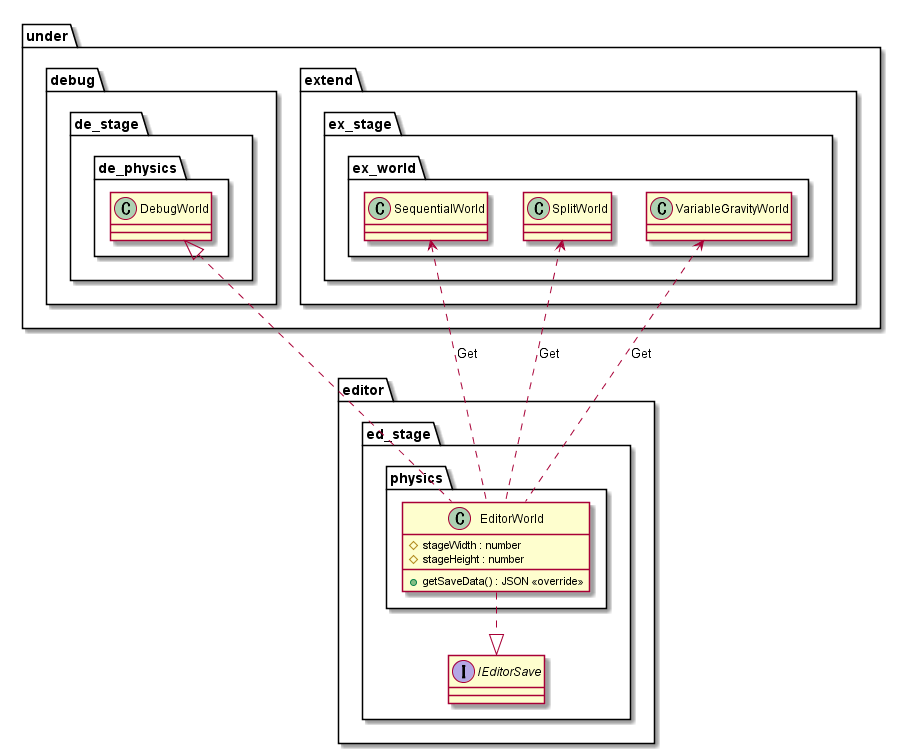 under
debug
extend
de_stage
ex_stage
de_physics
ex_world
C DebugWorld
C SequentialWorld
C SplitWorld
C VariableGravityWorld
Get
Get
Get
editor
ed_stage
physics
C EditorWorld
stageWidth : number
stageHeight : number
getSaveData() : JSON «override»
I IEditorSave